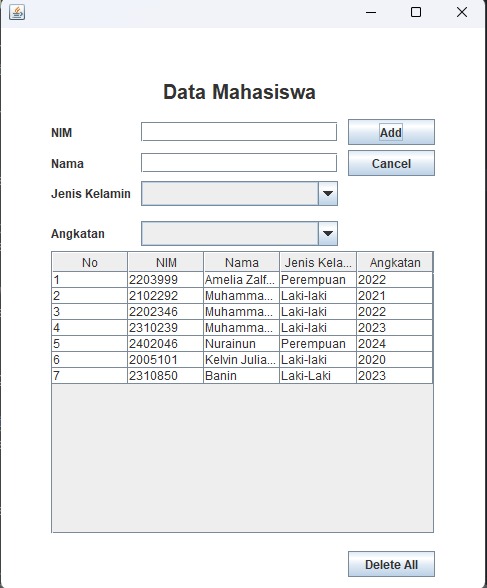 Data Mahasiswa
NIM Add
Nama Cancel
Jenis Kelamin
Angkatan
No NIM Nama Jenis Kela... Angkatan
1 2203999 Amelia Zalf... Perempuan 2022
2 2102292 Muhamma... Laki-laki 2021
3 2202346 Muhamma... Laki-laki 2022
4 2310239 Muhamma... Laki-laki 2023
5 2402046 Nurainun Perempuan 2024
6 2005101 Kelvin Julia... Laki-laki 2020
7 2310850 Banin Laki-Laki 2023
Delete All